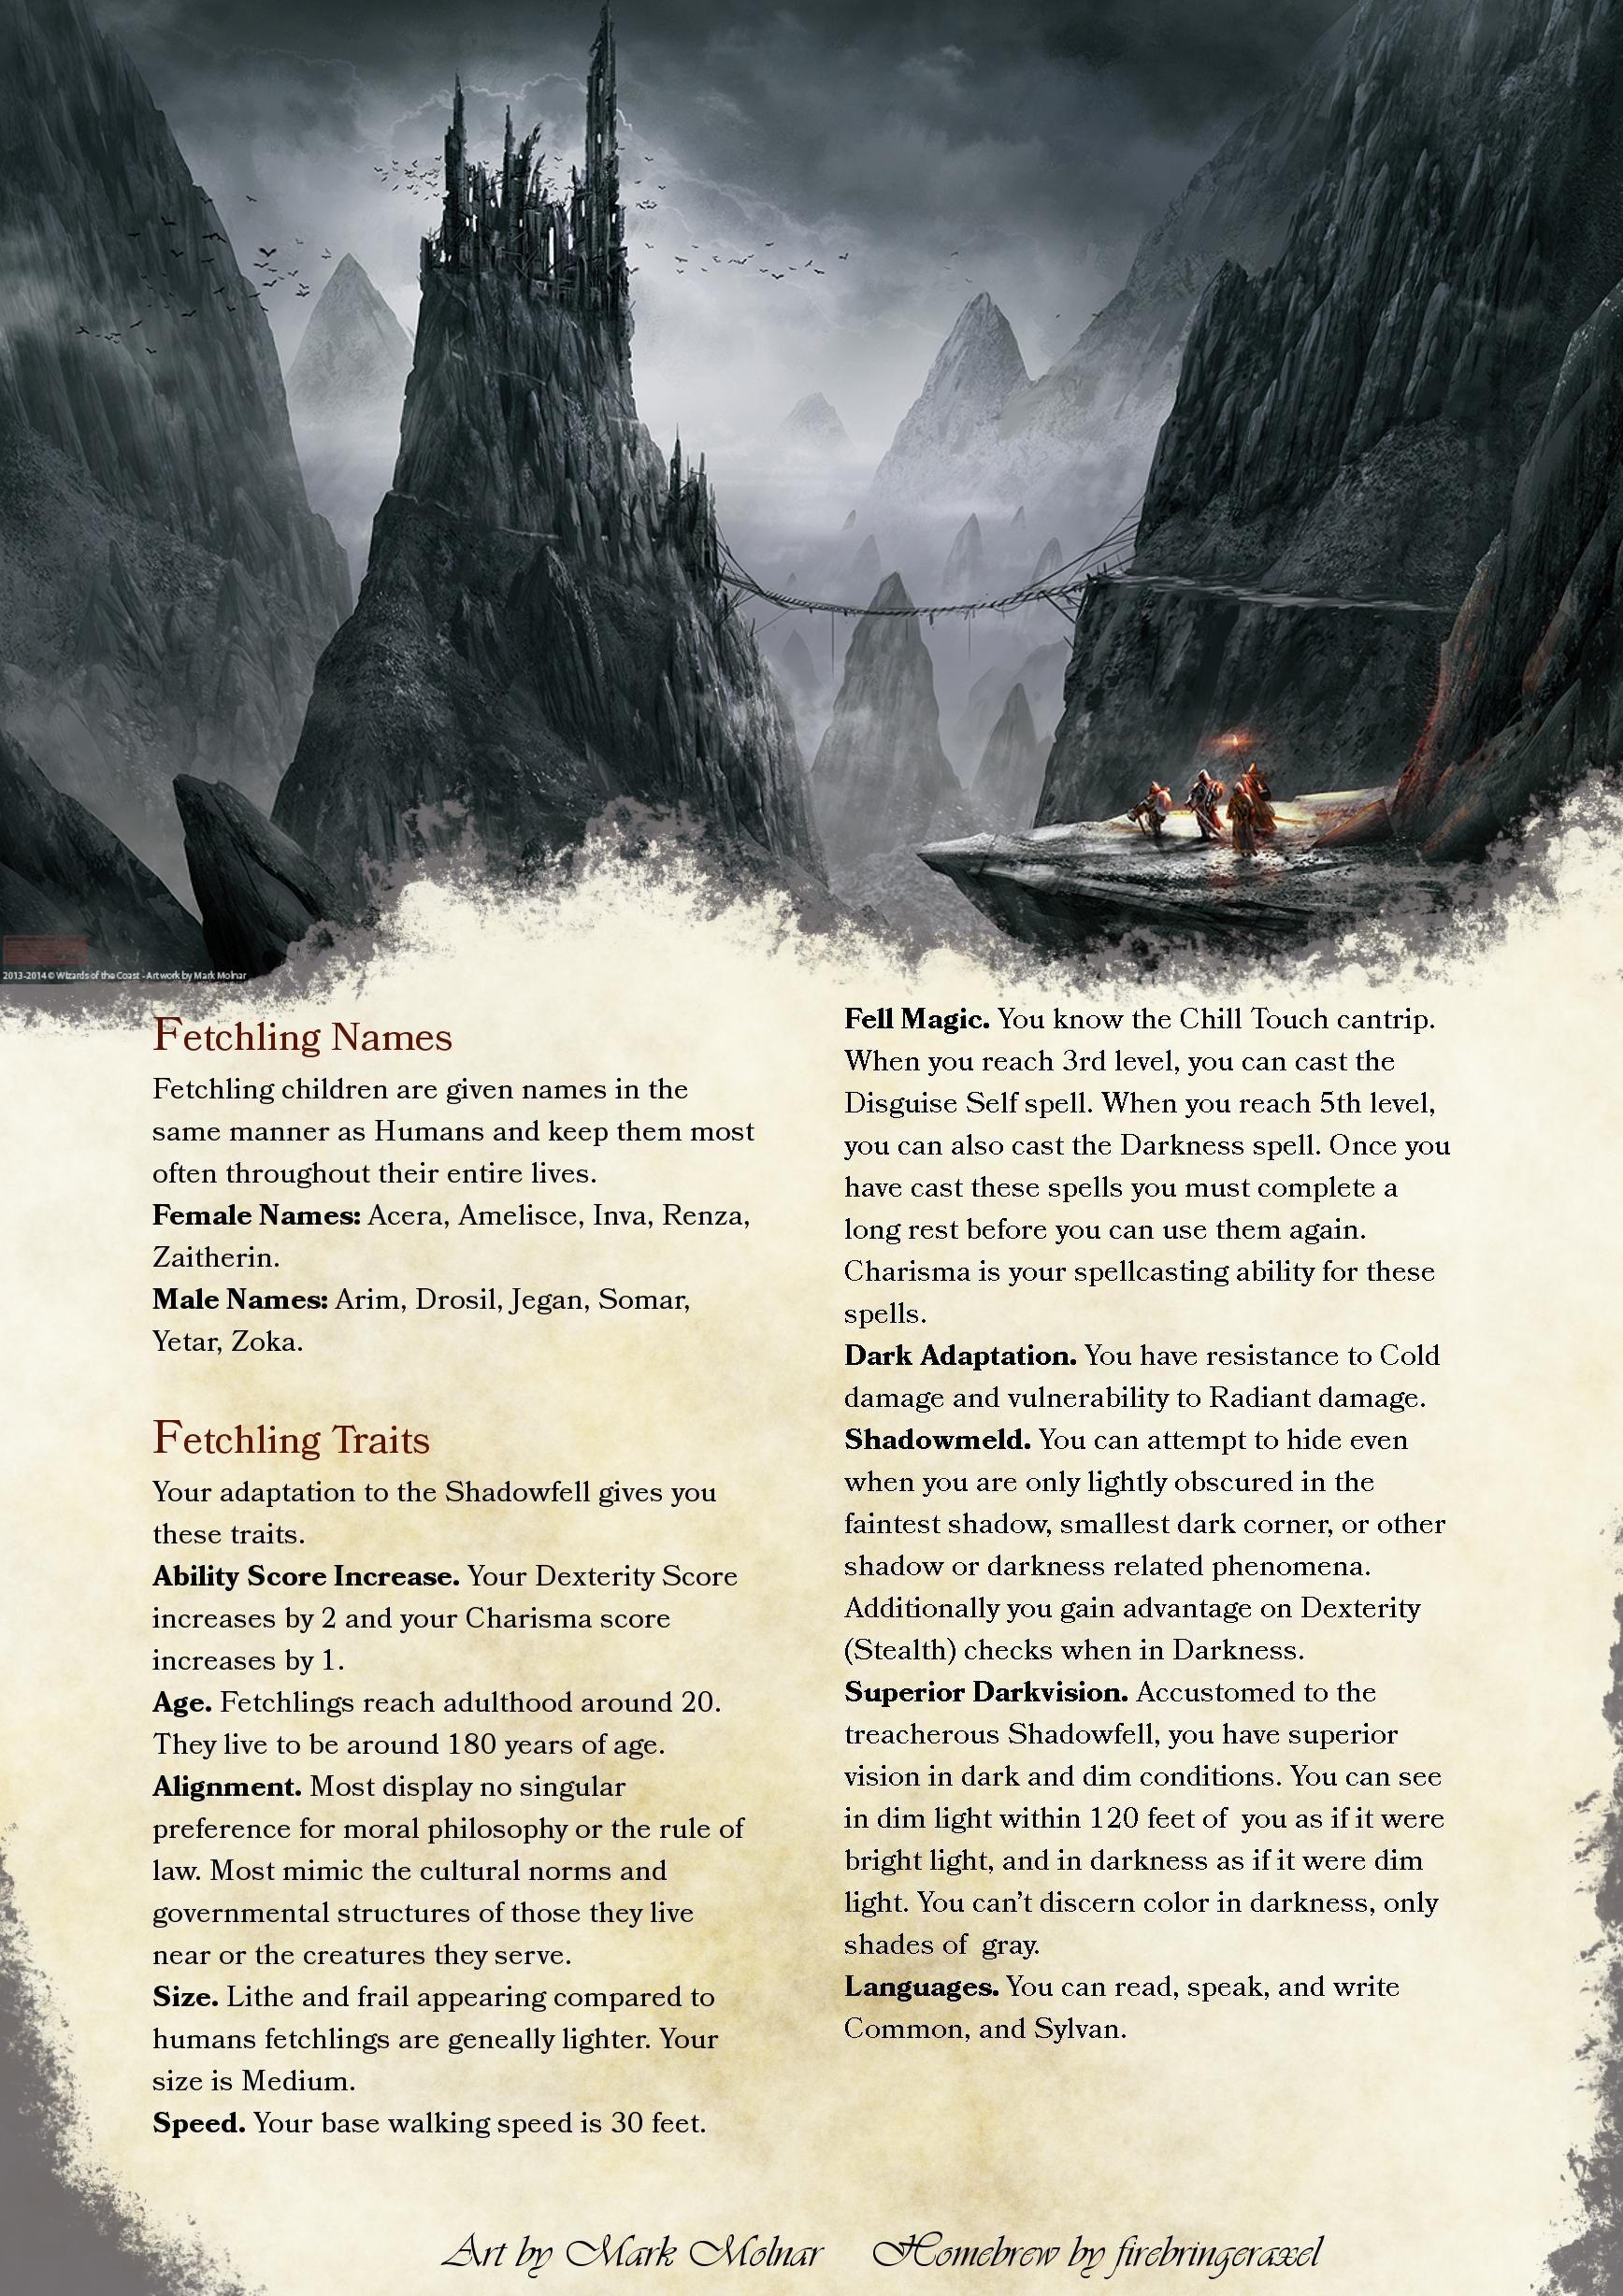 2013-2014 © Wizards of the Coast - Artwork by Mark Molnar
Fetchling Names
Fetchling children are given names in the
same manner as Humans and keep them most
often throughout their entire lives.
Female Names: Acera, Amelisce, Inva, Renza,
Zaitherin.
Male Names: Arim, Drosil, Jegan, Somar,
Yetar, Zoka.
Fetchling Traits
Your adaptation to the Shadowfell gives you
these traits.
Ability Score Increase. Your Dexterity Score
increases by 2 and your Charisma score
increases by 1.
Age. Fetchlings reach adulthood around 20.
They live to be around 180 years of age.
Alignment. Most display no singular
preference for moral philosophy or the rule of
law. Most mimic the cultural norms and
governmental structures of those they live
near or the creatures they serve.
Size. Lithe and frail appearing compared to
humans fetchlings are geneally lighter. Your
size is Medium.
Speed. Your base walking speed is 30 feet.
Fell Magic. You know the Chill Touch cantrip.
When you reach 3rd level, you can cast the
Disguise Self spell. When you reach 5th level,
you can also cast the Darkness spell. Once you
have cast these spells you must complete a
long rest before you can use them again.
Charisma is your spellcasting ability for these
spells.
Dark Adaptation. You have resistance to Cold
damage and vulnerability to Radiant damage.
Shadowmeld. You can attempt to hide even
when you are only lightly obscured in the
faintest shadow, smallest dark corner, or other
shadow or darkness related phenomena.
Additionally you gain advantage on Dexterity
(Stealth) checks when in Darkness.
Superior Darkvision. Accustomed to the
treacherous Shadowfell, you have superior
vision in dark and dim conditions. You can see
in dim light within 120 feet of you as if it were
bright light, and in darkness as if it were dim
light. You can't discern color in darkness, only
shades of gray.
Languages. You can read, speak, and write
Common, and Sylvan.
Art by Mark Molnar Homebrew by firebringeraxel